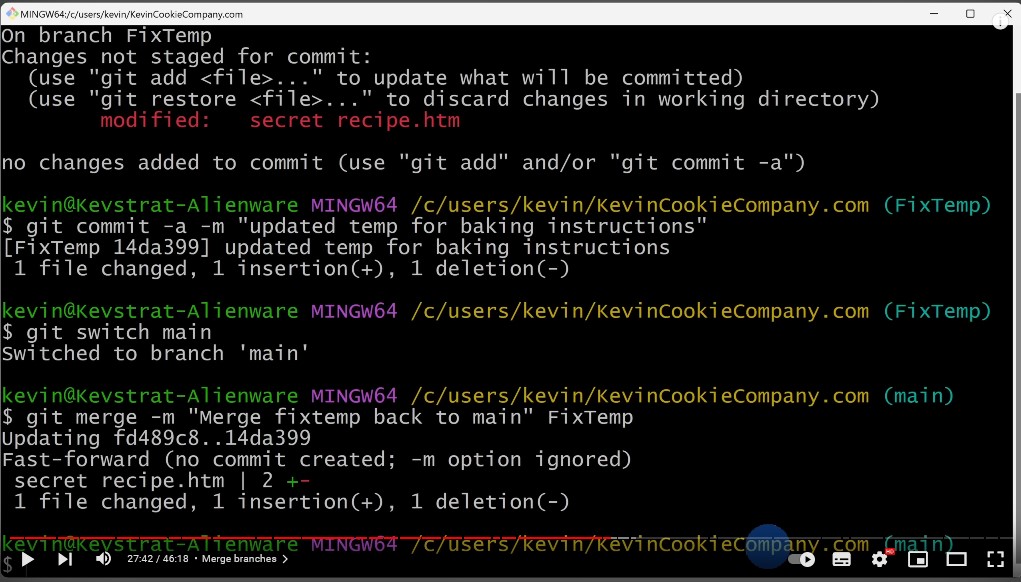 MINGW64:/c/users/kevin/KevinCookieCompany.com
On branch FixTemp
Changes not staged for commit:
  (use "git add <file>..." to update what will be committed)
  (use "git restore <file>..." to discard changes in working directory)
        modified:   secret recipe.htm

no changes added to commit (use "git add" and/or "git commit -a")

kevin@Kevstrat-Alienware MINGW64 /c/users/kevin/KevinCookieCompany.com (FixTemp)
$ git commit -a -m "updated temp for baking instructions"
[FixTemp 14da399] updated temp for baking instructions
 1 file changed, 1 insertion(+), 1 deletion(-)

kevin@Kevstrat-Alienware MINGW64 /c/users/kevin/KevinCookieCompany.com (FixTemp)
$ git switch main
Switched to branch 'main'

kevin@Kevstrat-Alienware MINGW64 /c/users/kevin/KevinCookieCompany.com (main)
$ git merge -m "Merge fixtemp back to main" FixTemp
Updating fd489c8..14da399
Fast-forward (no commit created; -m option ignored)
 secret recipe.htm | 2 +-
 1 file changed, 1 insertion(+), 1 deletion(-)

kevin@Kevstrat-Alienware MINGW64 /c/users/kevin/KevinCookieCompany.com (main)
$
27:42 / 46:18 • Merge branches >
HD